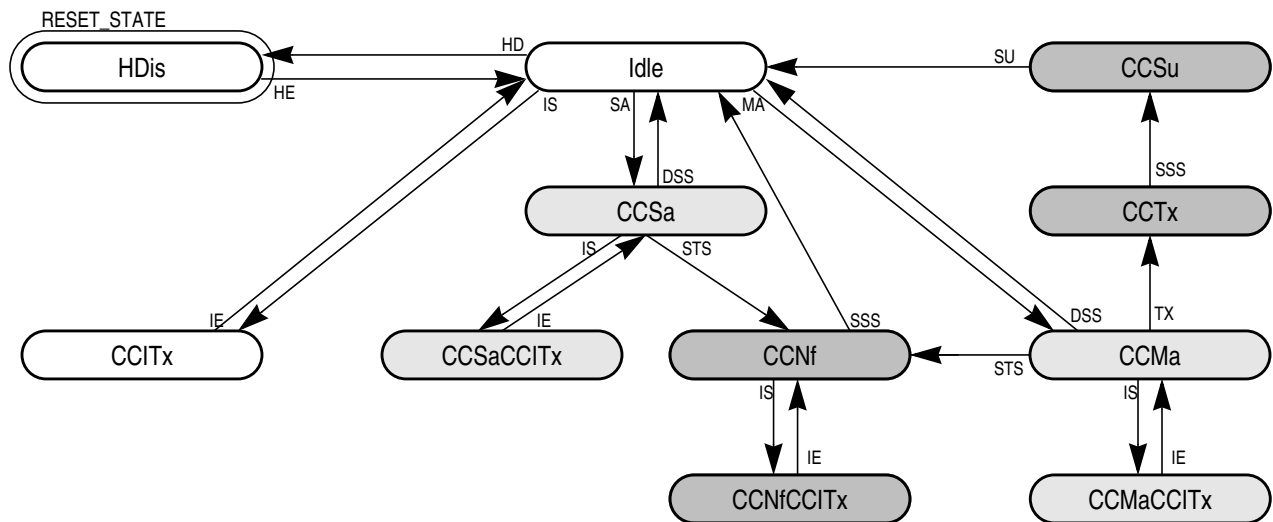 RESET_STATE
HDis
HD
HE
Idle
SU
CCSu
IS
SA
MA
DSS
SSS
CCSa
CCTx
IS
STS
IE
IE
SSS
DSS
TX
CCITx
CCSaCCITx
CCNf
STS
CCMa
IS
IS
IE
IE
CCNfCCITx
CCMaCCITx